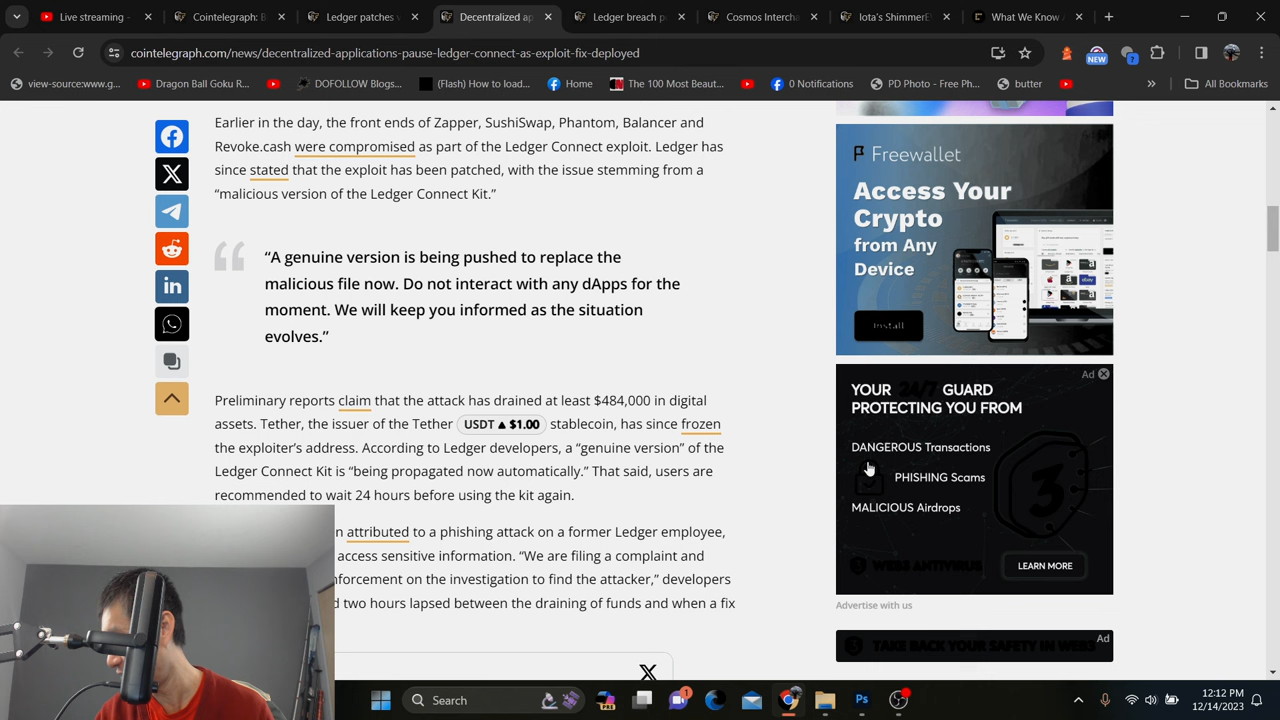 Live streaming -
Cointelegraph:
Ledger patches v
Decentralized ap
Ledger breach p
Cosmos Intercha
Iota's ShimmerE
What We Know A
cointelegraph.com/news/decentralized-applications-pause-ledger-connect-as-exploit-fix-deployed
NEW
?
view-source:www.g...
Dragon Ball Goku R...
DOFOLLOW Blogs...
(Flash) How to load...
Home
The 100 Most Beaut...
0 Notifications
PD Photo - Free Ph...
butter
»
All Bookmarks
Earlier in the day, the front ends of Zapper, SushiSwap, Phantom, Balancer and
Revoke.cash were compromised as part of the Ledger Connect exploit. Ledger has
since stated that the exploit has been patched, with the issue stemming from a
“malicious version of the Ledger Connect Kit.”
“A genuine being pushed to replace the
malicious not interact with any dApps for the
moment. We will keep you informed as the situation
evolves.”
Preliminary reports claim that the attack has drained at least $484,000 in digital
assets. Tether, the issuer of the Tether USDT ▲ $1.00 stablecoin, has since frozen
the exploiter’s address. According to Ledger developers, a “genuine version” of the
Ledger Connect Kit is “being propagated now automatically.” That said, users are
recommended to wait 24 hours before using the kit again.
attributed to a phishing attack on a former Ledger employee,
access sensitive information. “We are filing a complaint and
on the investigation to find the attacker,” developers
two hours lapsed between the draining of funds and when a fix
Freewallet
Access Your
Crypto
from Any
Device
Install
Ad
YOUR 24/7 GUARD
PROTECTING YOU FROM
DANGEROUS Transactions
PHISHING Scams
MALICIOUS Airdrops
3
WEB3 ANTIVIRUS
LEARN MORE
Advertise with us
TAKE BACK YOUR SAFETY IN WEB3
Ad
Search
1
Ps
12:12 PM
12/14/2023